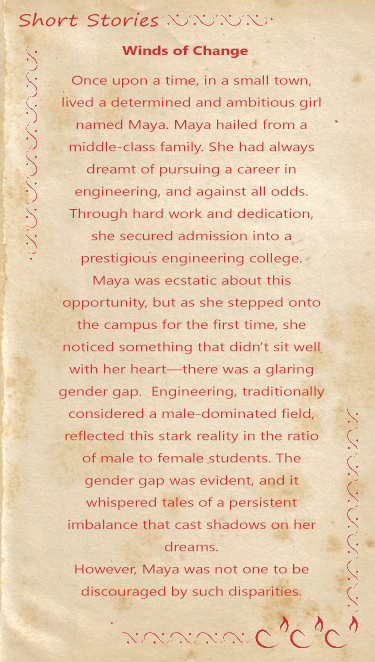 Short Stories
Winds of Change
Once upon a time, in a small town,
lived a determined and ambitious girl
named Maya. Maya hailed from a
middle-class family. She had always
dreamt of pursuing a career in
engineering, and against all odds.
Through hard work and dedication,
she secured admission into a
prestigious engineering college.
Maya was ecstatic about this
opportunity, but as she stepped onto
the campus for the first time, she
noticed something that didn't sit well
with her heart—there was a glaring
gender gap.  Engineering, traditionally
considered a male-dominated field,
reflected this stark reality in the ratio
of male to female students. The
gender gap was evident, and it
whispered tales of a persistent
imbalance that cast shadows on her
dreams.
However, Maya was not one to be
discouraged by such disparities.